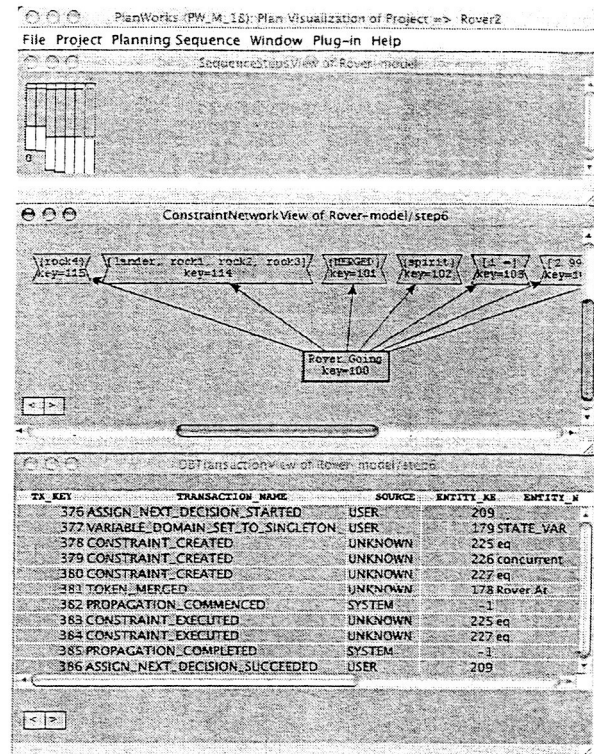 PlanWorks (PW_M_18): Plan Visualization of Project => Rover2
File Project Planning Sequence Window Plug-in Help
SequenceStepsView of Rover-model
0
ConstraintNetworkView of Rover-model/step6
{rock4} {lander, rock1, rock2, rock3} {MERGED} {spirit}
key=115 key=114 key=101 key=102 key=108
Rover.Going
key=100
< >
DBTransactionView of Rover-model/step6
TX_KEY TRANSACTION_NAME SOURCE ENTITY_KE. ENTITY_N
376 ASSIGN_NEXT_DECISION_STARTED USER 209
377 VARIABLE_DOMAIN_SET_TO_SINGLETON USER 179 STATE_VAR
378 CONSTRAINT_CREATED UNKNOWN 225 eq
379 CONSTRAINT_CREATED UNKNOWN 226 concurrent
380 CONSTRAINT_CREATED UNKNOWN 227 eq
381 TOKEN_MERGED UNKNOWN 178 Rover.At
382 PROPAGATION_COMMENCED SYSTEM -1
383 CONSTRAINT_EXECUTED UNKNOWN 225 eq
384 CONSTRAINT_EXECUTED UNKNOWN 227 eq
385 PROPAGATION_COMPLETED SYSTEM -1
386 ASSIGN_NEXT_DECISION_SUCCEEDED USER 209
< >